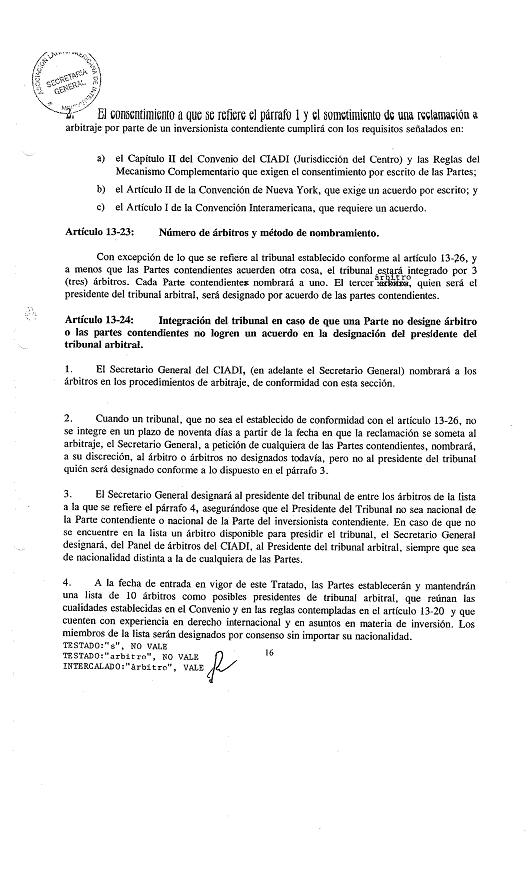 SECRETARIA
GENERAL
2. El consentimiento a que se refiere el párrafo 1 y el sometimiento de una reclamación a
arbitraje por parte de un inversionista contendiente cumplirá con los requisitos señalados en:
a) el Capítulo II del Convenio del CIADI (Jurisdicción del Centro) y las Reglas del
Mecanismo Complementario que exigen el consentimiento por escrito de las Partes;
b) el Artículo II de la Convención de Nueva York, que exige un acuerdo por escrito; y
c) el Artículo I de la Convención Interamericana, que requiere un acuerdo.
Artículo 13-23: Número de árbitros y método de nombramiento.
Con excepción de lo que se refiere al tribunal establecido conforme al artículo 13-26, y
a menos que las Partes contendientes acuerden otra cosa, el tribunal estará integrado por 3
árbitro
(tres) árbitros. Cada Parte contendientes nombrará a uno. El tercer arbitro, quien será el
presidente del tribunal arbitral, será designado por acuerdo de las partes contendientes.
Artículo 13-24: Integración del tribunal en caso de que una Parte no designe árbitro
o las partes contendientes no logren un acuerdo en la designación del presidente del
tribunal arbitral.
1. El Secretario General del CIADI, (en adelante el Secretario General) nombrará a los
árbitros en los procedimientos de arbitraje, de conformidad con esta sección.
2. Cuando un tribunal, que no sea el establecido de conformidad con el artículo 13-26, no
se integre en un plazo de noventa días a partir de la fecha en que la reclamación se someta al
arbitraje, el Secretario General, a petición de cualquiera de las Partes contendientes, nombrará,
a su discreción, al árbitro o árbitros no designados todavía, pero no al presidente del tribunal
quién será designado conforme a lo dispuesto en el párrafo 3.
3. El Secretario General designará al presidente del tribunal de entre los árbitros de la lista
a la que se refiere el párrafo 4, asegurándose que el Presidente del Tribunal no sea nacional de
la Parte contendiente o nacional de la Parte del inversionista contendiente. En caso de que no
se encuentre en la lista un árbitro disponible para presidir el tribunal, el Secretario General
designará, del Panel de árbitros del CIADI, al Presidente del tribunal arbitral, siempre que sea
de nacionalidad distinta a la de cualquiera de las Partes.
4. A la fecha de entrada en vigor de este Tratado, las Partes establecerán y mantendrán
una lista de 10 árbitros como posibles presidentes de tribunal arbitral, que reúnan las
cualidades establecidas en el Convenio y en las reglas contempladas en el artículo 13-20 y que
cuenten con experiencia en derecho internacional y en asuntos en materia de inversión. Los
miembros de la lista serán designados por consenso sin importar su nacionalidad.
TESTADO:"s", NO VALE
TESTADO:"arbitro", NO VALE
INTERCALADO:"árbitro", VALE
16